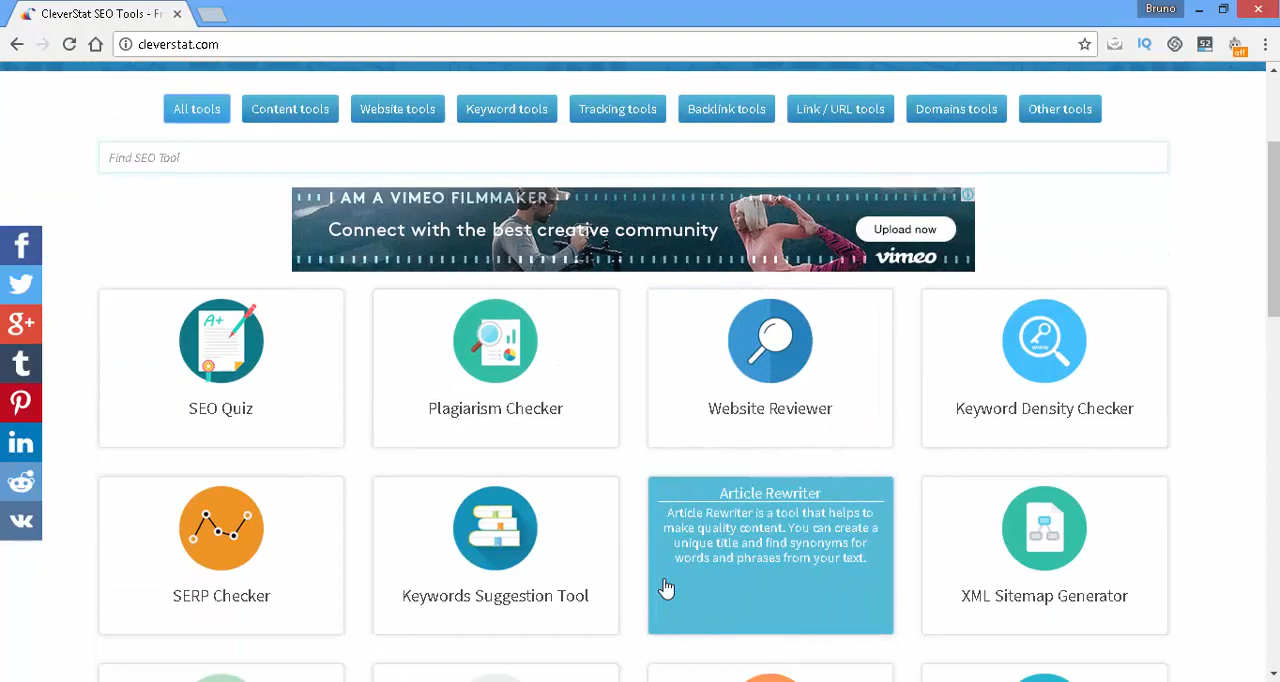 CleverStat SEO Tools - Fr
Bruno
cleverstat.com
IQ
52
off
All tools
Content tools
Website tools
Keyword tools
Tracking tools
Backlink tools
Link / URL tools
Domains tools
Other tools
Find SEO Tool
I AM A VIMEO FILMMAKER
Connect with the best creative community
Upload now
vimeo
A+
SEO Quiz
Plagiarism Checker
Website Reviewer
www
Keyword Density Checker
SERP Checker
Keywords Suggestion Tool
Article Rewriter
Article Rewriter is a tool that helps to
make quality content. You can create a
unique title and find synonyms for
words and phrases from your text.
XML Sitemap Generator